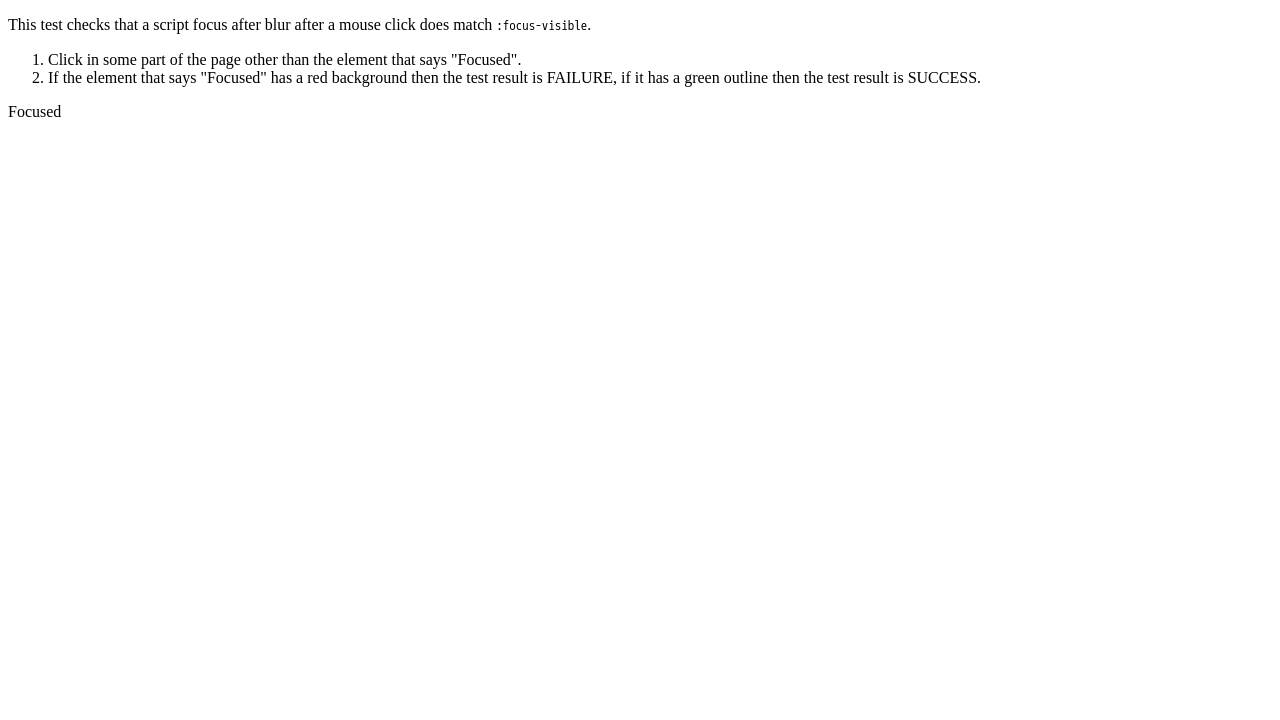 This test checks that a script focus after blur after a mouse click does match :focus-visible.
1. Click in some part of the page other than the element that says "Focused".
2. If the element that says "Focused" has a red background then the test result is FAILURE, if it has a green outline then the test result is SUCCESS.
Focused